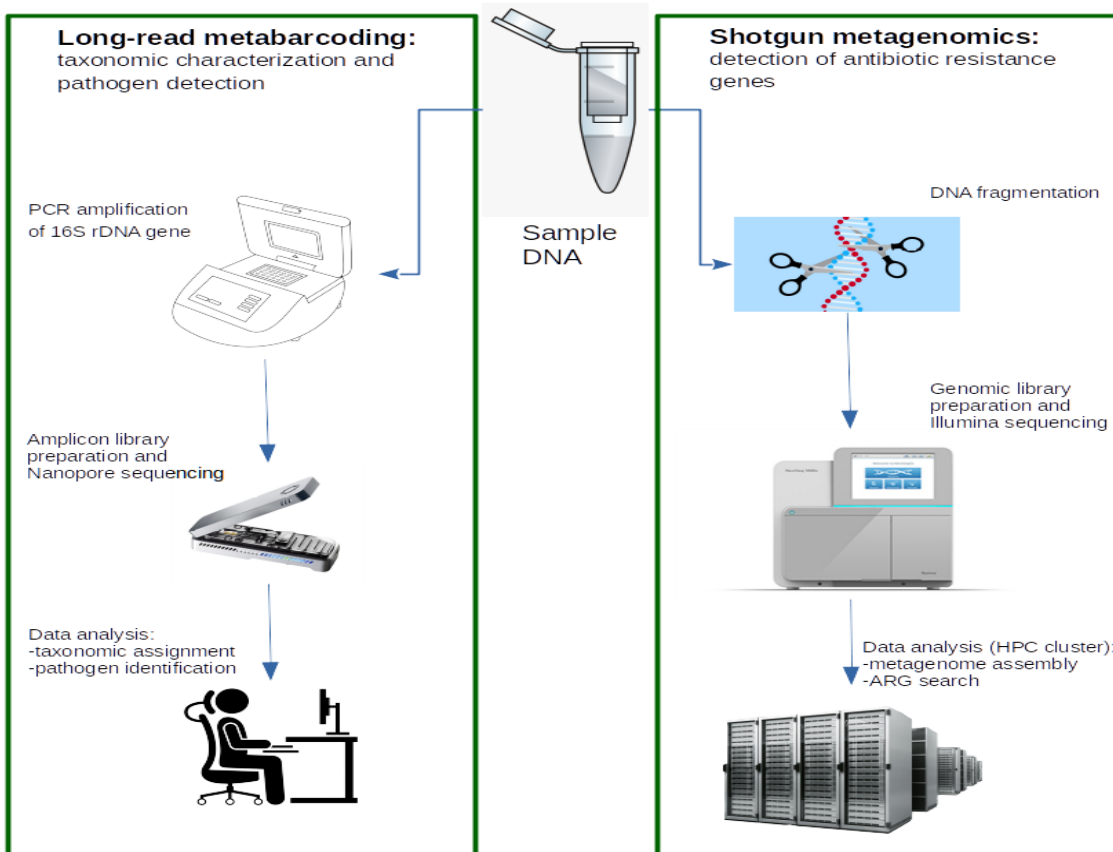 Long-read metabarcoding:
taxonomic characterization and
pathogen detection
PCR amplification
of 16S rDNA gene
Amplicon library
preparation and
Nanopore sequencing
Data analysis:
-taxonomic assignment
-pathogen identification
Sample
DNA
Shotgun metagenomics:
detection of antibiotic resistance
genes
DNA fragmentation
Genomic library
preparation and
Illumina sequencing
Data analysis (HPC cluster):
-metagenome assembly
-ARG search